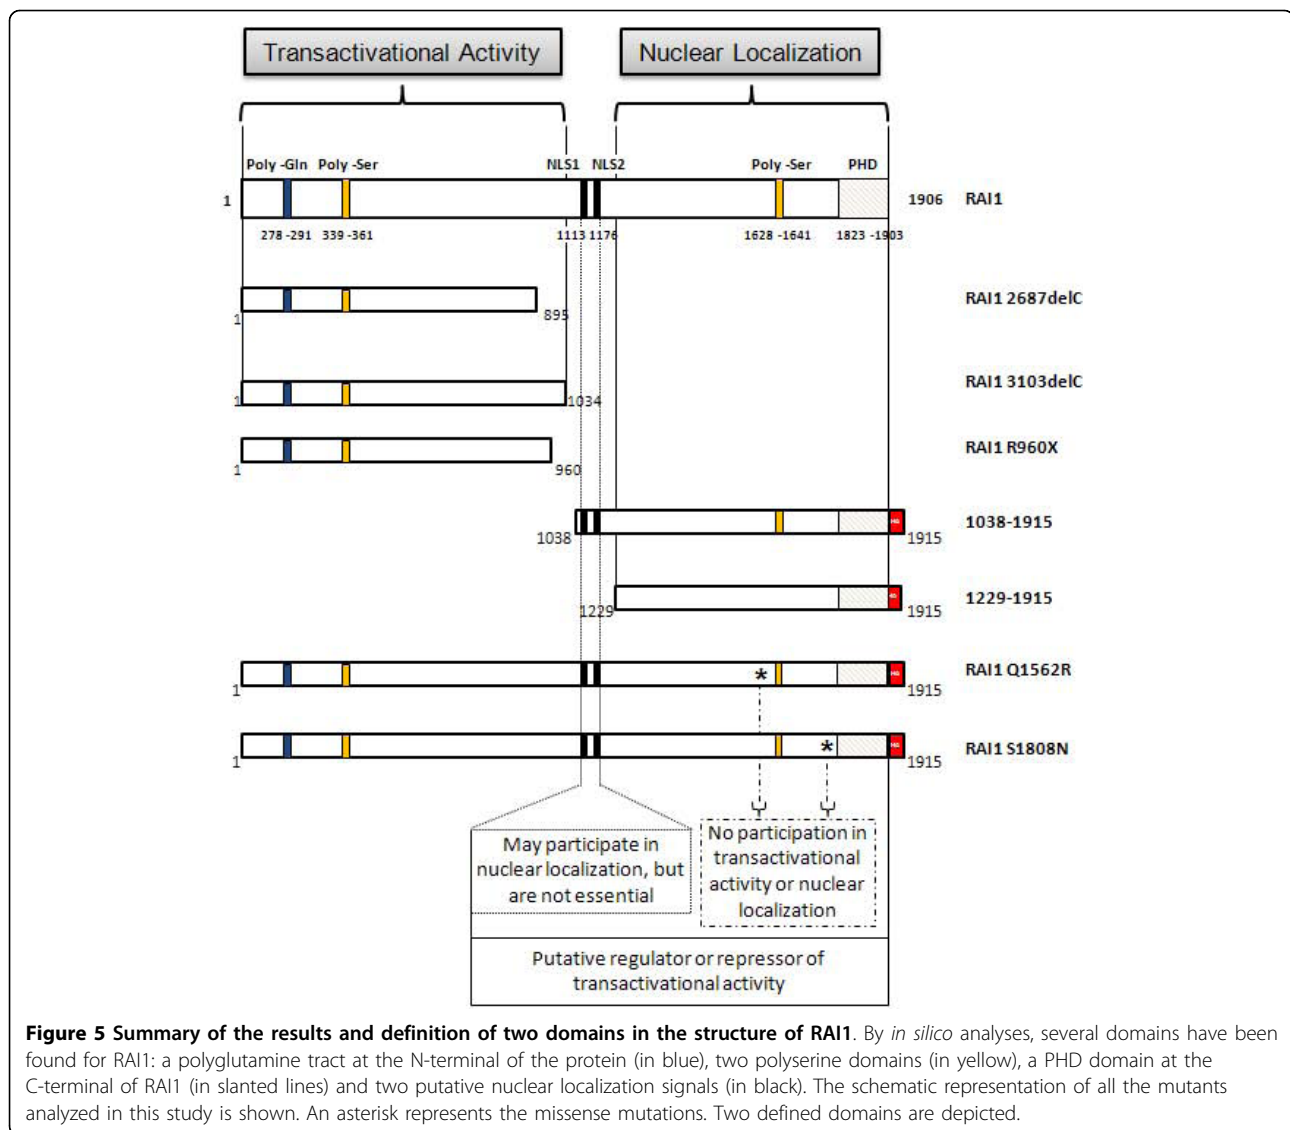 Transactivational Activity
Nuclear Localization
Poly -Gln
Poly -Ser
NLS1
NLS2
Poly -Ser
PHD
1
1906
RAI1
278 -291
339 -361
1113
1176
1628 -1641
1823 -1903
1
895
RAI1 2687delC
1
1034
RAI1 3103delC
1
960
RAI1 R960X
1038
1915
1038-1915
1229
1915
1229-1915
1
*
1915
RAI1 Q1562R
1
*
1915
RAI1 S1808N
May participate in
nuclear localization, but
are not essential
No participation in
transactivational
activity or nuclear
localization
Putative regulator or repressor of
transactivational activity
Figure 5 Summary of the results and definition of two domains in the structure of RAI1. By in silico analyses, several domains have been
found for RAI1: a polyglutamine tract at the N-terminal of the protein (in blue), two polyserine domains (in yellow), a PHD domain at the
C-terminal of RAI1 (in slanted lines) and two putative nuclear localization signals (in black). The schematic representation of all the mutants
analyzed in this study is shown. An asterisk represents the missense mutations. Two defined domains are depicted.